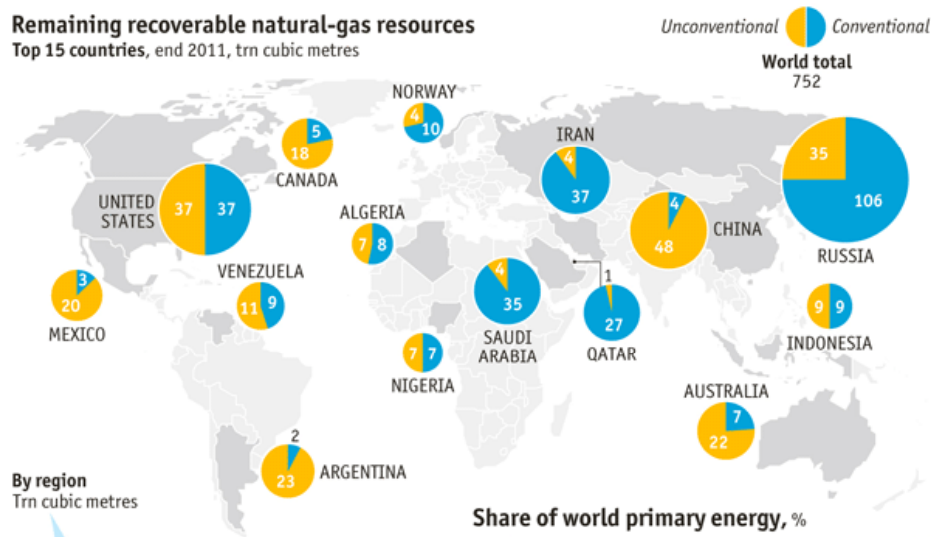 Remaining recoverable natural-gas resources
Top 15 countries, end 2011, trn cubic metres
Unconventional Conventional
World total
752
NORWAY
4
10
5
18
CANADA
IRAN
4
37
35
106
RUSSIA
UNITED
STATES
37 37
ALGERIA
7 8
4
48
CHINA
VENEZUELA
11 9
3
20
MEXICO
4
35
SAUDI
ARABIA
1
27
QATAR
9 9
INDONESIA
7 7
NIGERIA
AUSTRALIA
7
22
2
23
ARGENTINA
By region
Trn cubic metres
Share of world primary energy, %